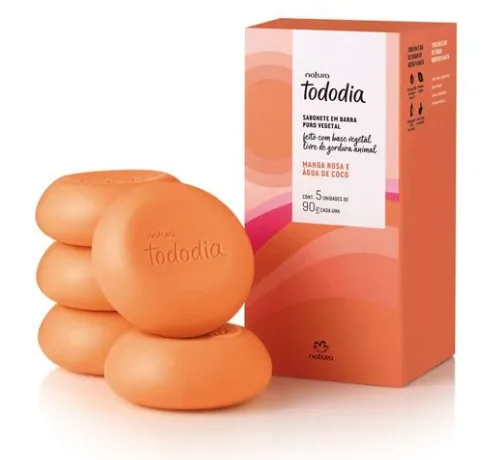 natura
tododia
SABONETE EM BARRA
PURO VEGETAL
feito com base vegetal
livre de gordura animal
MANGA ROSA E
ÁGUA DE COCO
CONT. 5 UNIDADES DE
90g CADA UMA
natura
natura
tododia